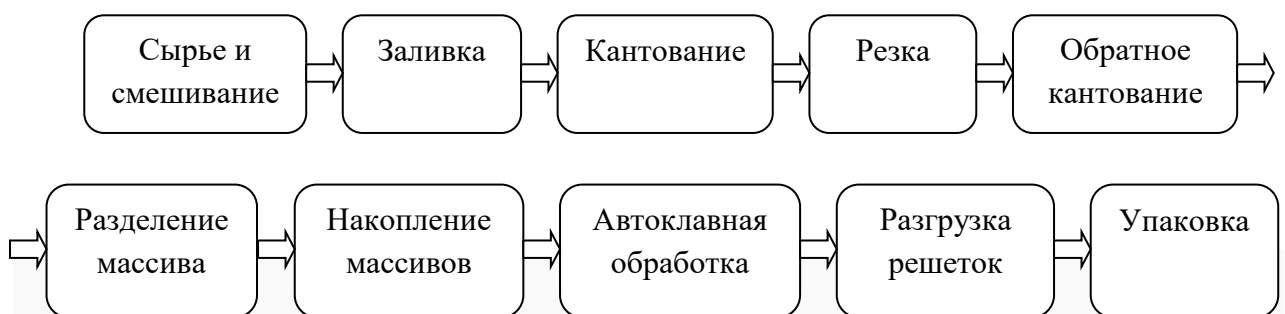 Сырье и
смешивание
Заливка
Кантование
Резка
Обратное
кантование
Разделение
массива
Накопление
массивов
Автоклавная
обработка
Разгрузка
решеток
Упаковка